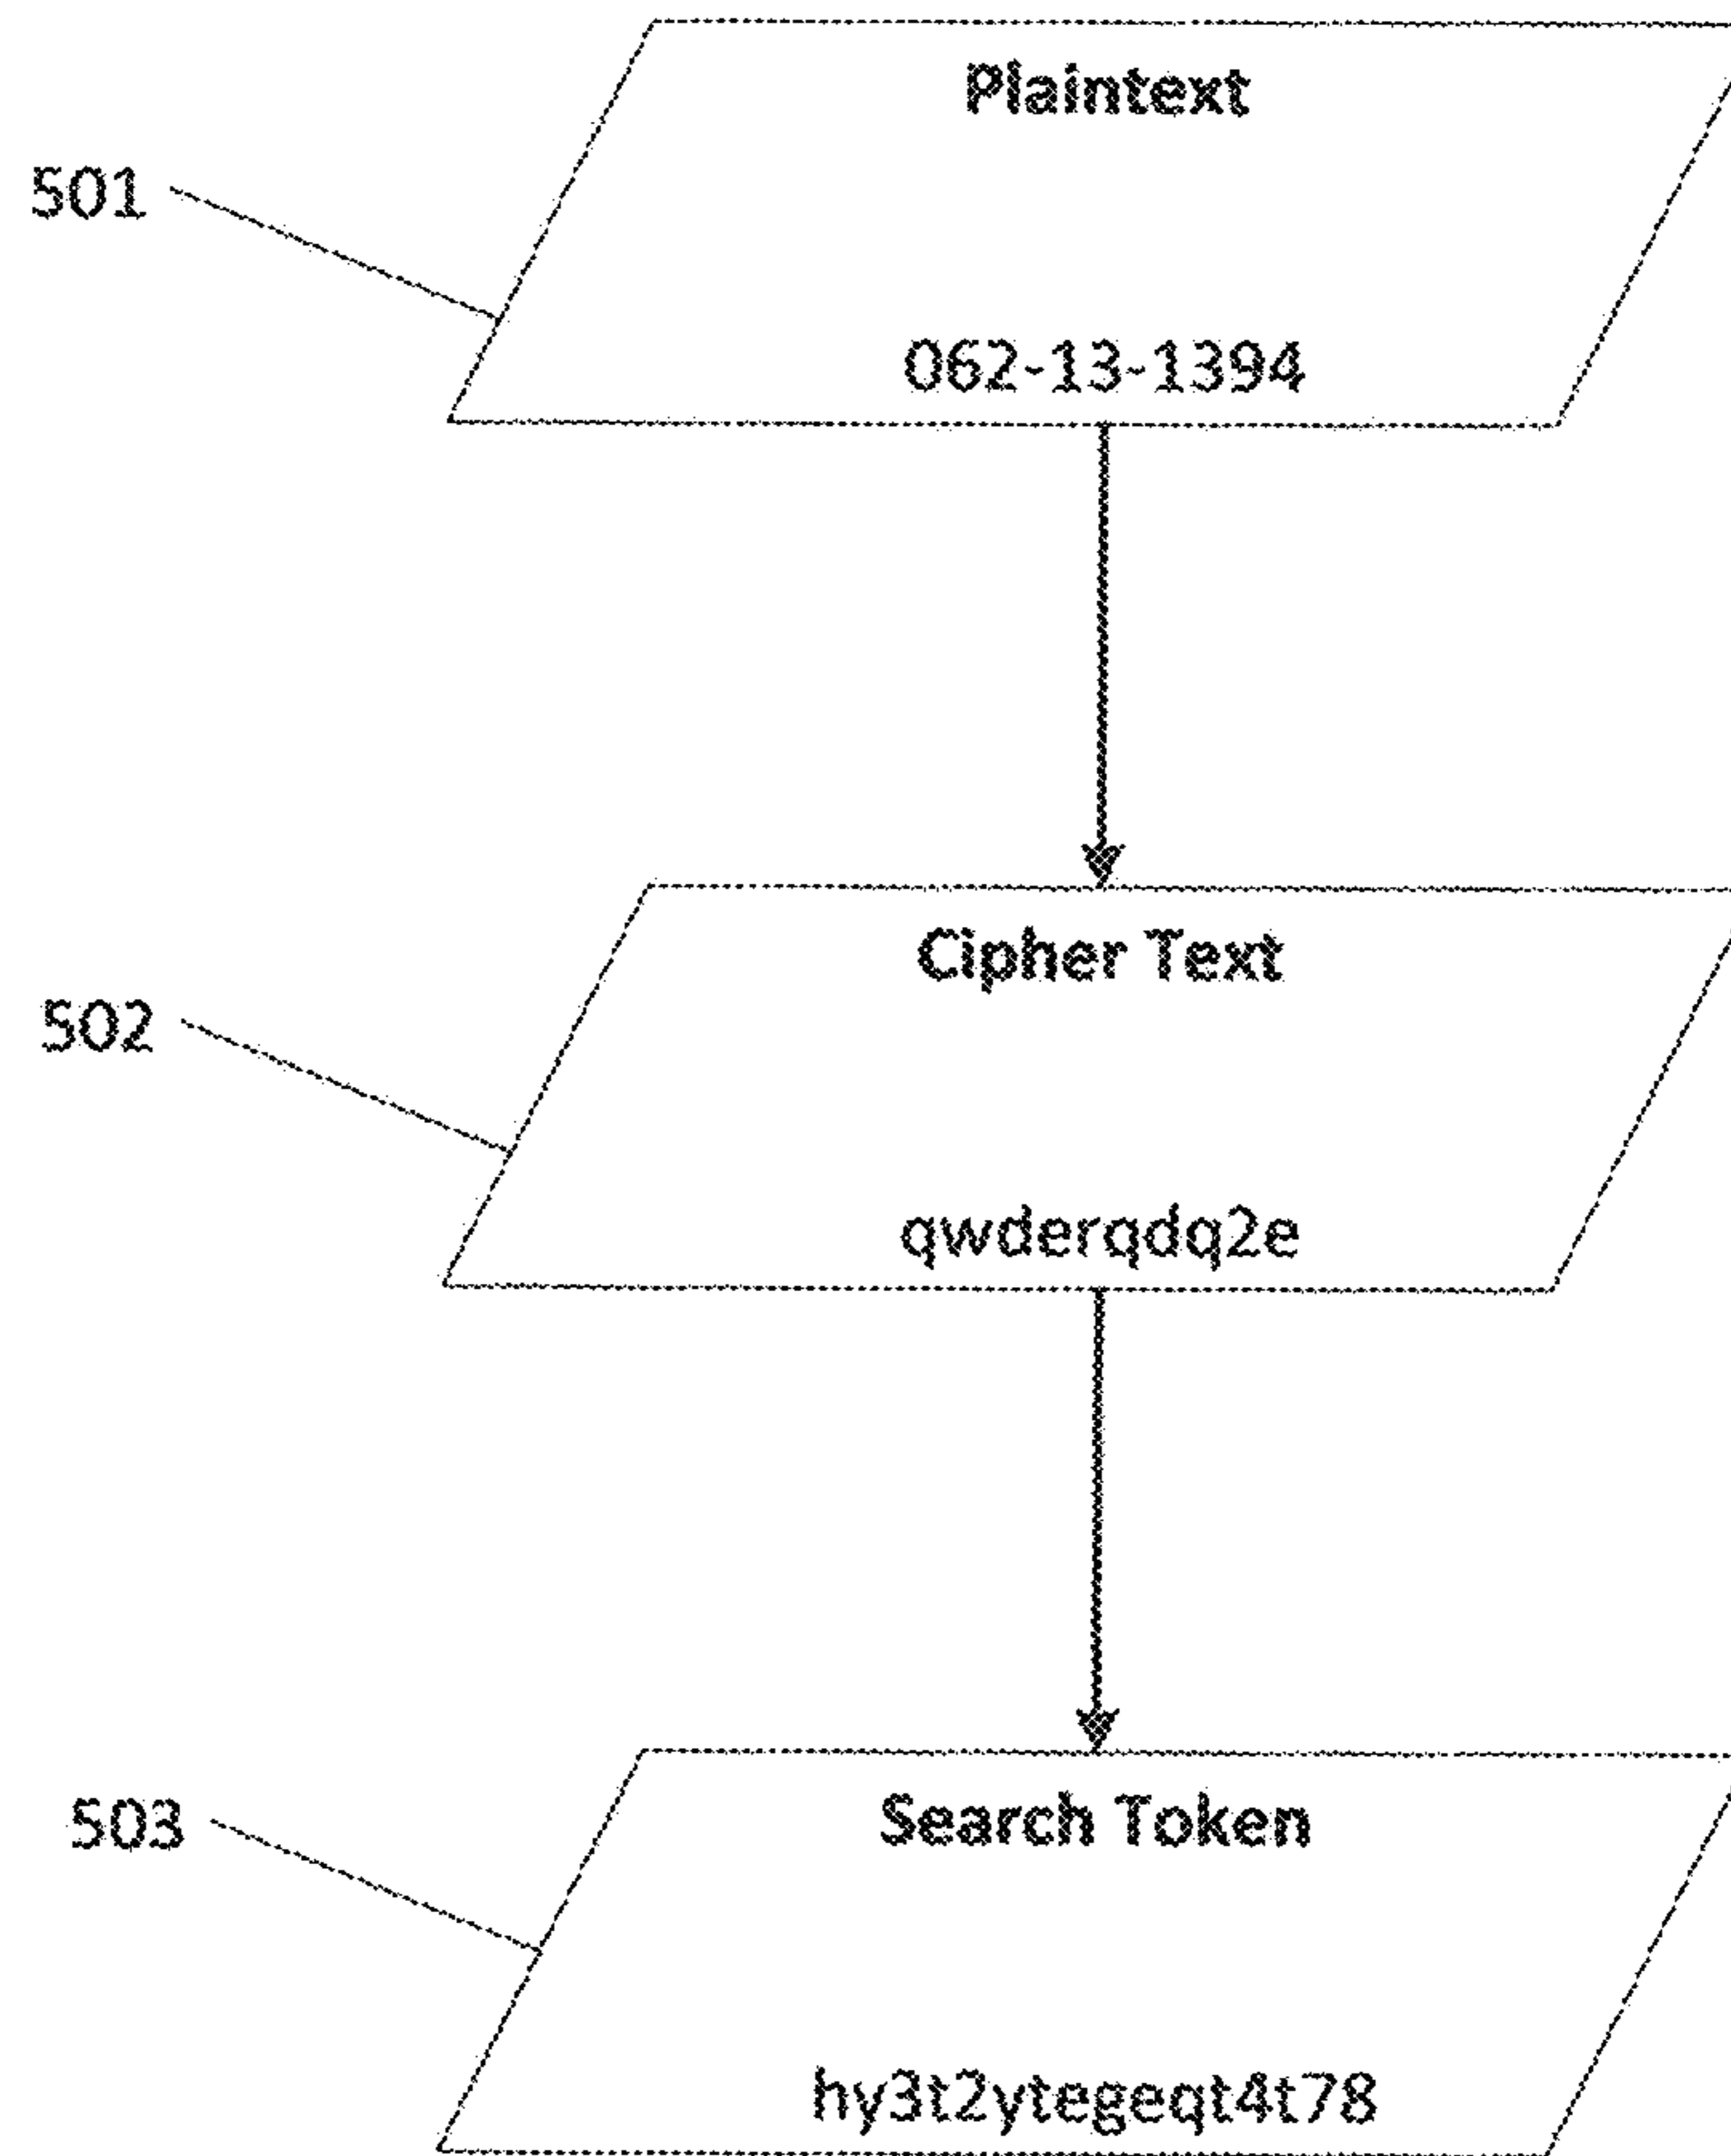 Plaintext
501
062-13-1394
Cipher Text
502
qwderqdq2e
Search Token
503
hy3t2ytegeqt4t78